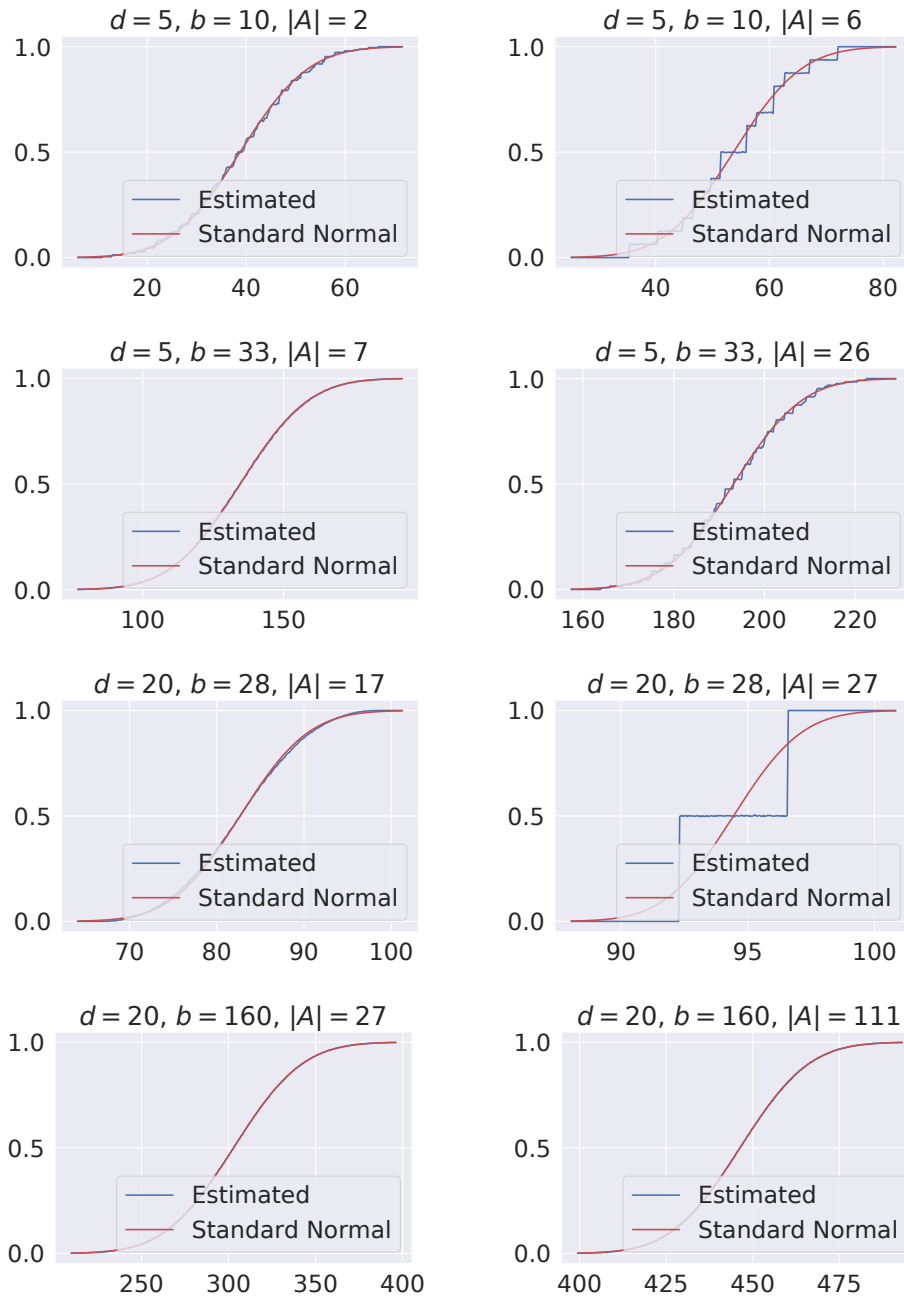 d = 5, b = 10, |A| = 2
1.0
0.5
0.0
Estimated
Standard Normal
20 40 60
d = 5, b = 10, |A| = 6
1.0
0.5
0.0
Estimated
Standard Normal
40 60 80
d = 5, b = 33, |A| = 7
1.0
0.5
0.0
Estimated
Standard Normal
100 150
d = 5, b = 33, |A| = 26
1.0
0.5
0.0
Estimated
Standard Normal
160 180 200 220
d = 20, b = 28, |A| = 17
1.0
0.5
0.0
Estimated
Standard Normal
70 80 90 100
d = 20, b = 28, |A| = 27
1.0
0.5
0.0
Estimated
Standard Normal
90 95 100
d = 20, b = 160, |A| = 27
1.0
0.5
0.0
Estimated
Standard Normal
250 300 350 400
d = 20, b = 160, |A| = 111
1.0
0.5
0.0
Estimated
Standard Normal
400 425 450 475